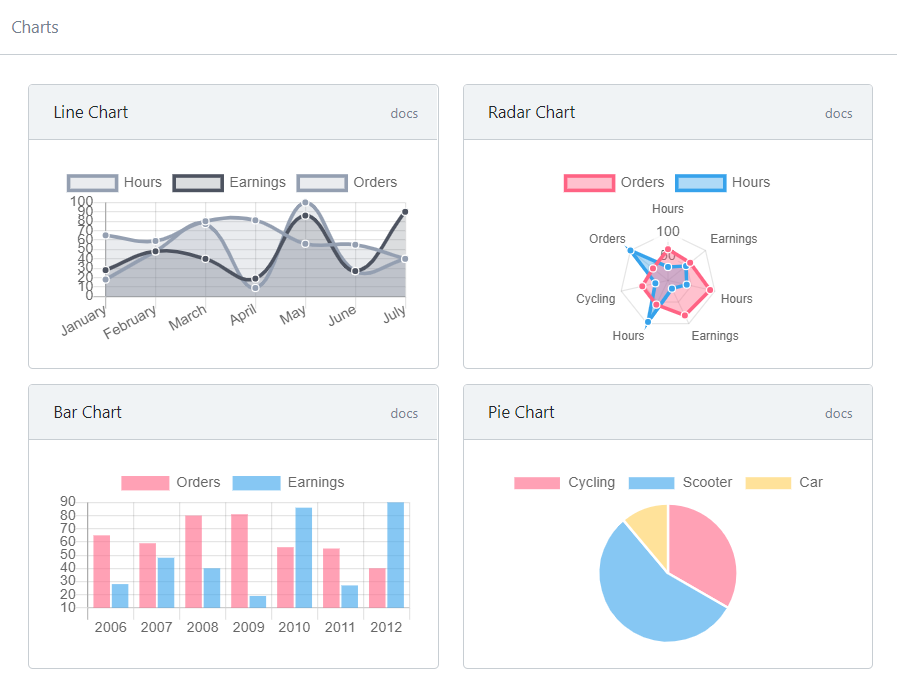 Charts
Line Chart docs
Hours Earnings Orders
100
90
80
70
60
50
40
30
20
10
0
January February March April May June July
Radar Chart docs
Orders Hours
Hours
100
Orders Earnings
Cycling Hours
Hours Earnings
Bar Chart docs
Orders Earnings
90
80
70
60
50
40
30
20
10
2006 2007 2008 2009 2010 2011 2012
Pie Chart docs
Cycling Scooter Car